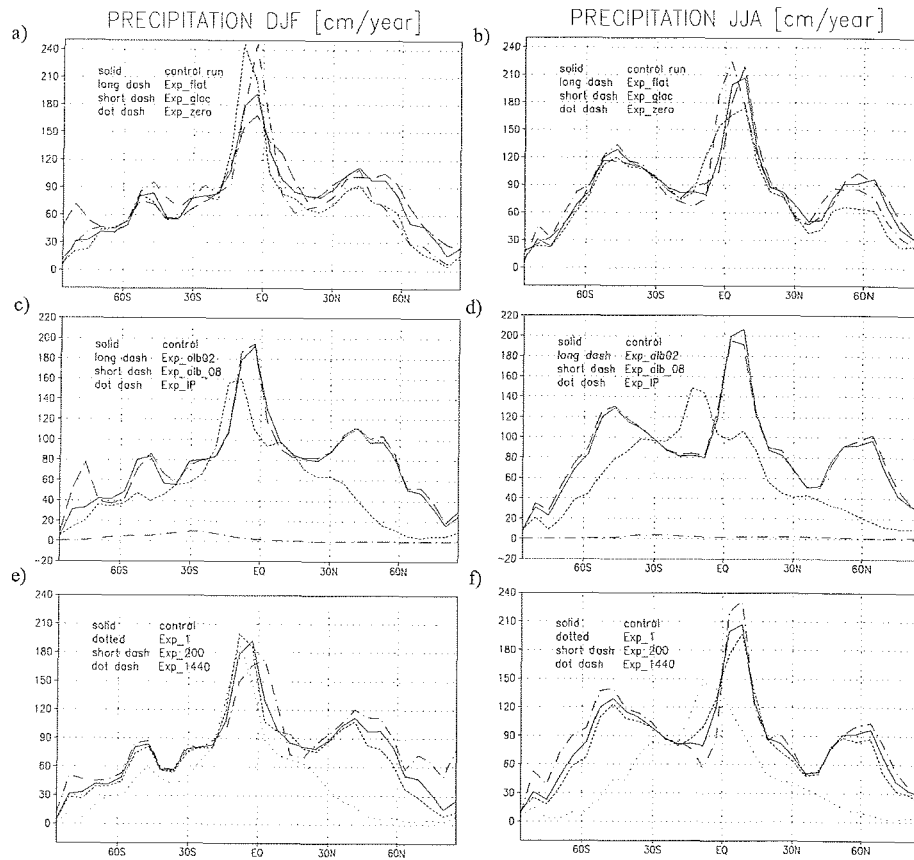 PRECIPITATION DJF [cm/year]
PRECIPITATION JJA [cm/year]
a)
240
210
180
150
120
90
60
30
0
solid control run
long dash Exp_flat
short dash Exp_glac
dot dash Exp_zero
60S 30S EQ 30N 60N
b)
240
210
180
150
120
90
60
30
0
solid control run
long dash Exp_flat
short dash Exp_glac
dot dash Exp_zero
60S 30S EQ 30N 60N
c)
220
200
180
160
140
120
100
80
60
40
20
0
-20
solid control
long dash Exp_alb02
short dash Exp_alb_08
dot dash Exp_IP
60S 30S EQ 30N 60N
d)
220
200
180
160
140
120
100
80
60
40
20
0
-20
solid control
long dash Exp_alb02
short dash Exp_alb_08
dot dash Exp_IP
60S 30S EQ 30N 60N
e)
240
210
180
150
120
90
60
30
0
solid control
dotted Exp_1
short dash Exp_200
dot dash Exp_1440
60S 30S EQ 30N 60N
f)
240
210
180
150
120
90
60
30
0
solid control
dotted Exp_1
short dash Exp_200
dot dash Exp_1440
60S 30S EQ 30N 60N